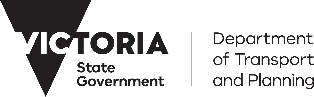 VICTORIA
State
Government
Department
of Transport
and Planning